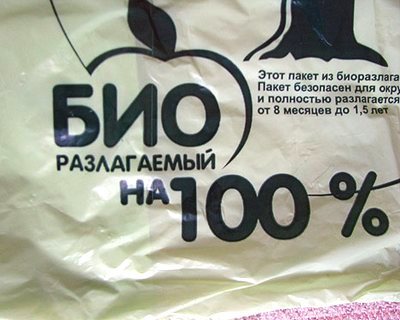 БИО
РАЗЛАГАЕМЫЙ
НА 100 %
Этот пакет из биоразлага
Пакет безопасен для окру
и полностью разлагается
от 8 месяцев до 1,5 лет